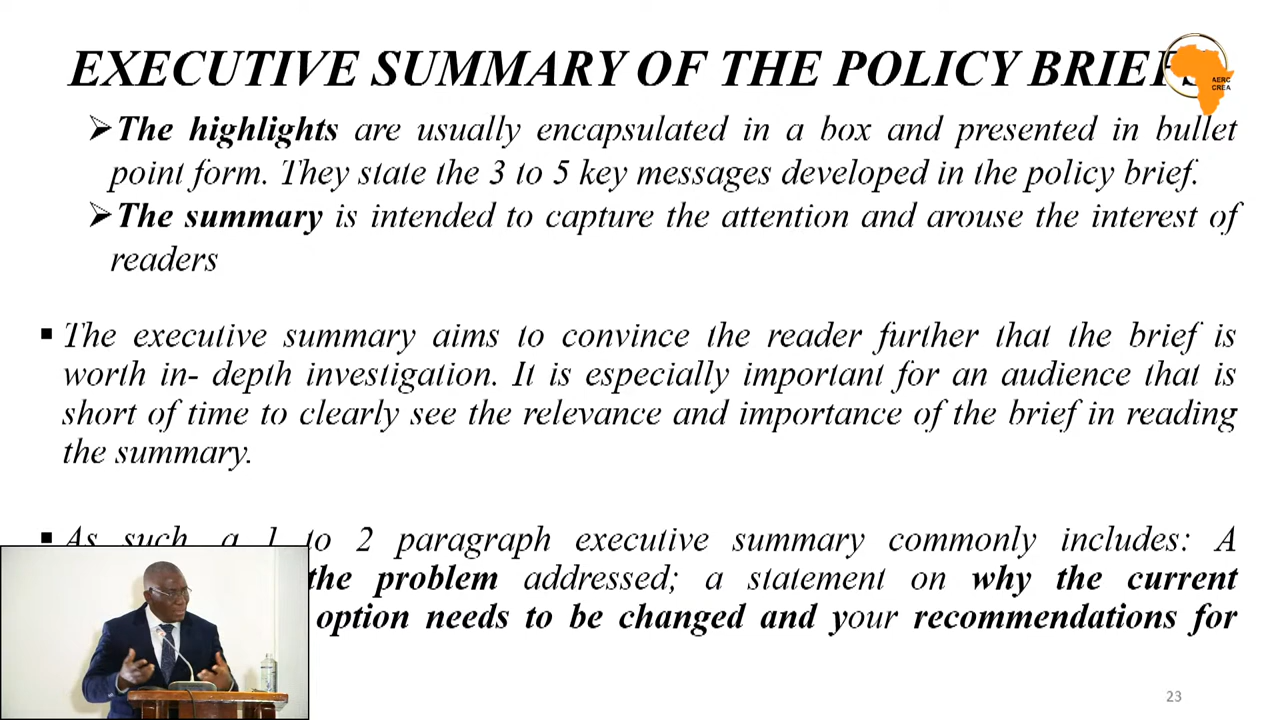 EXECUTIVE SUMMARY OF THE POLICY BRIEFS
AERC
CREA
➢The highlights are usually encapsulated in a box and presented in bullet
point form. They state the 3 to 5 key messages developed in the policy brief.
➢The summary is intended to capture the attention and arouse the interest of
readers
▪ The executive summary aims to convince the reader further that the brief is
worth in- depth investigation. It is especially important for an audience that is
short of time to clearly see the relevance and importance of the brief in reading
the summary.
▪ As such, a 1 to 2 paragraph executive summary commonly includes: A
the problem addressed; a statement on why the current
option needs to be changed and your recommendations for
23